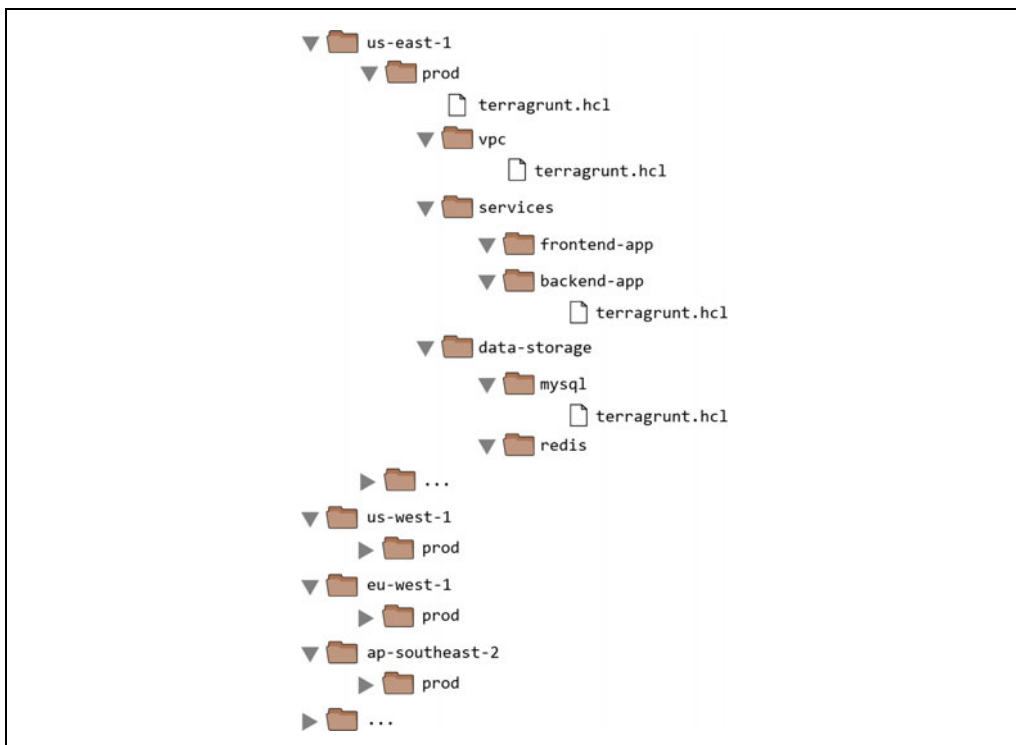 us-east-1
prod
terragrunt.hcl
vpc
terragrunt.hcl
services
frontend-app
backend-app
terragrunt.hcl
data-storage
mysql
terragrunt.hcl
redis
...
us-west-1
prod
eu-west-1
prod
ap-southeast-2
prod
...